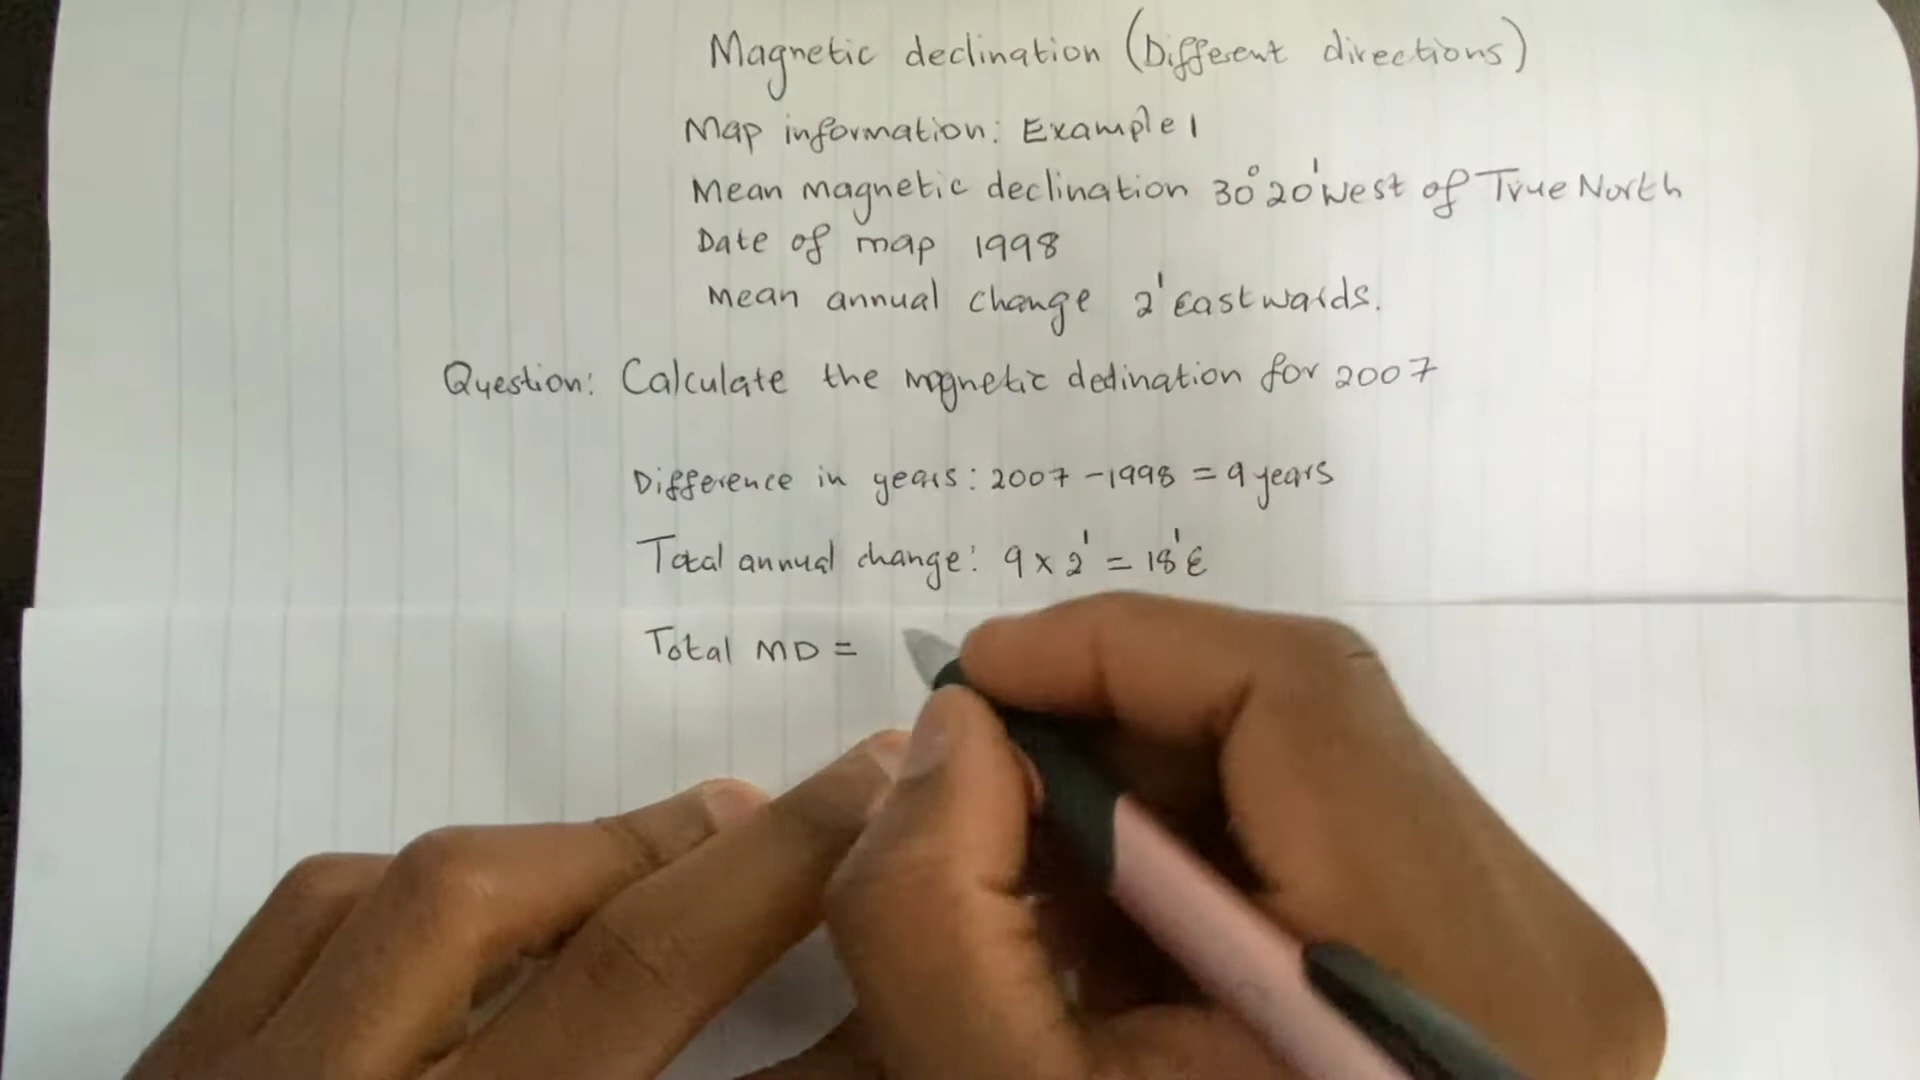 Magnetic declination (Different directions)
Map information: Example 1
Mean magnetic declination 30°20' West of True North
Date of map 1998
Mean annual change 2' Eastwards.
Question: Calculate the magnetic declination for 2007
Difference in years: 2007 - 1998 = 9 years
Total annual change: 9 x 2' = 18'E
Total MD =